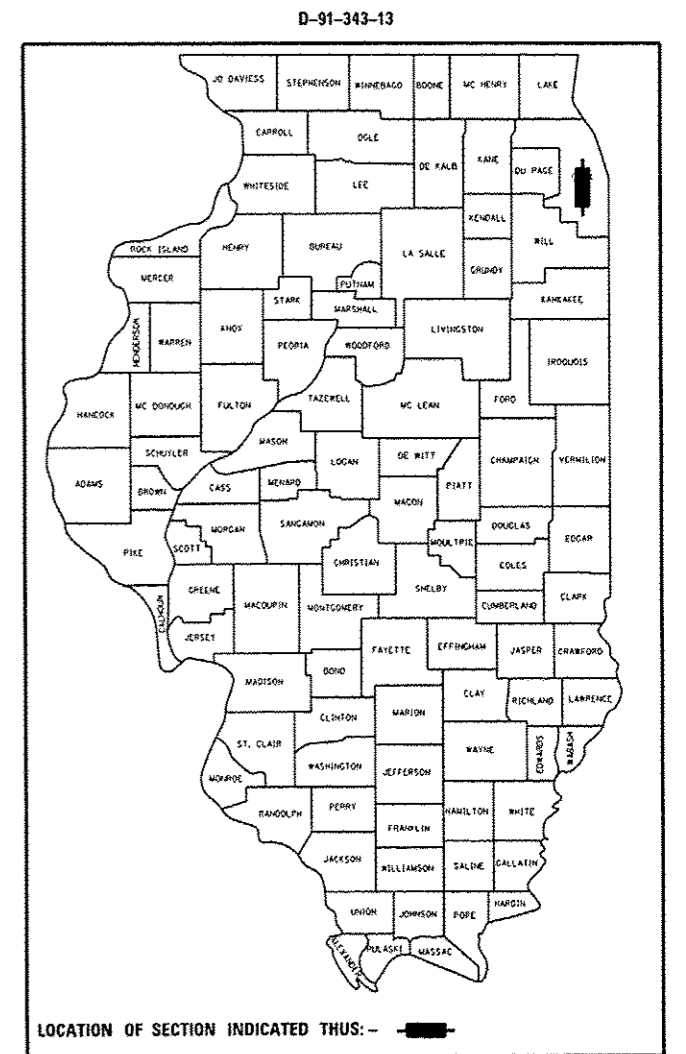 D-91-343-13
JO DAVIESS STEPHENSON WINNEBAGO BOONE MC HENRY LAKE
CARROLL OGLE DE KALB KANE DU PAGE
WHITESIDE LEE KENDALL WILL
ROCK ISLAND HENRY BUREAU LA SALLE GRUNDY
MERCER PUTNAM KANKAKEE
HENDERSON WARREN KNOX STARK MARSHALL LIVINGSTON IROQUOIS
PEORIA WOODFORD
HANCOCK MC DONOUGH FULTON TAZEWELL MC LEAN FORD
SCHUYLER MASON LOGAN DE WITT CHAMPAIGN VERMILION
ADAMS BROWN CASS MENARD MACON PIATT
PIKE SCOTT MORGAN SANGAMON CHRISTIAN MOULTRIE DOUGLAS EDGAR
COLES
CALHOUN GREENE MACOUPIN MONTGOMERY SHELBY CUMBERLAND CLARK
JERSEY FAYETTE EFFINGHAM JASPER CRAWFORD
MADISON BOND CLAY RICHLAND LAWRENCE
CLINTON MARION
ST. CLAIR WASHINGTON JEFFERSON WAYNE EDWARDS WABASH
MONROE
RANDOLPH PERRY FRANKLIN HAMILTON WHITE
JACKSON WILLIAMSON SALINE GALLATIN
UNION JOHNSON POPE HARDIN
ALEXANDER PULASKI MASSAC
LOCATION OF SECTION INDICATED THUS: -